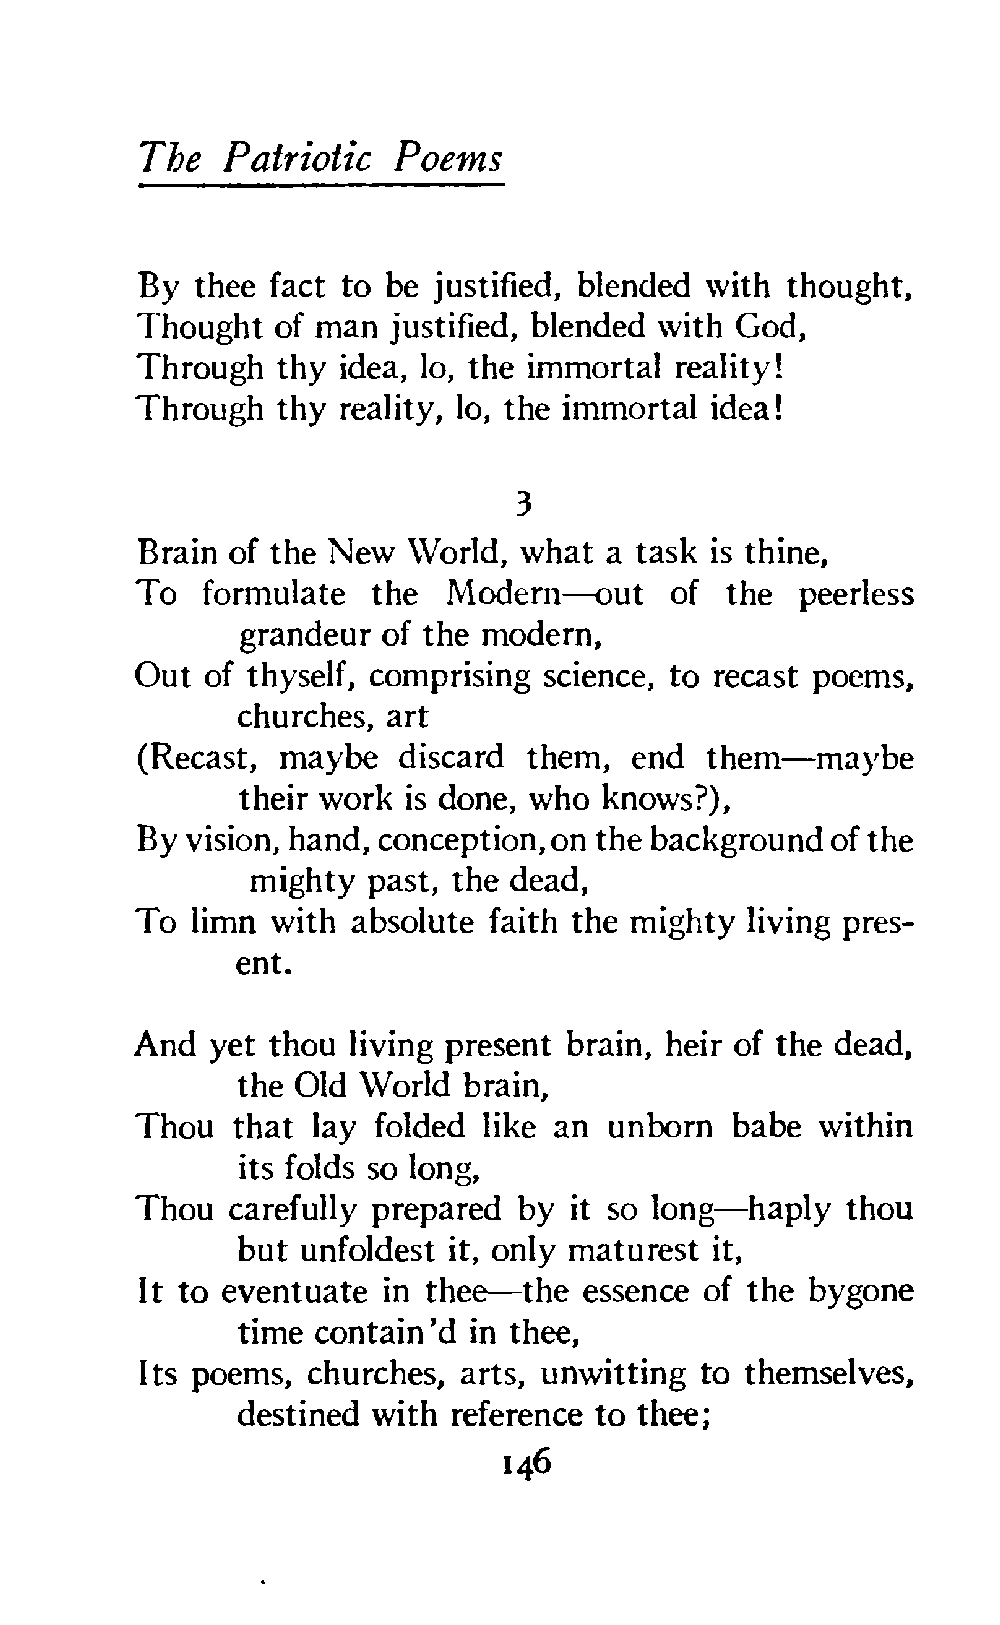 The Patriotic Poems
By thee fact to be justified, blended with thought,
Thought of man justified, blended with God,
Through thy idea, lo, the immortal reality!
Through thy reality, lo, the immortal idea!
3
Brain of the New World, what a task is thine,
To formulate the Modern—out of the peerless
grandeur of the modern,
Out of thyself, comprising science, to recast poems,
churches, art
(Recast, maybe discard them, end them—maybe
their work is done, who knows?),
By vision, hand, conception, on the background of the
mighty past, the dead,
To limn with absolute faith the mighty living pres-
ent.
And yet thou living present brain, heir of the dead,
the Old World brain,
Thou that lay folded like an unborn babe within
its folds so long,
Thou carefully prepared by it so long—haply thou
but unfoldest it, only maturest it,
It to eventuate in thee—the essence of the bygone
time contain'd in thee,
Its poems, churches, arts, unwitting to themselves,
destined with reference to thee;
146